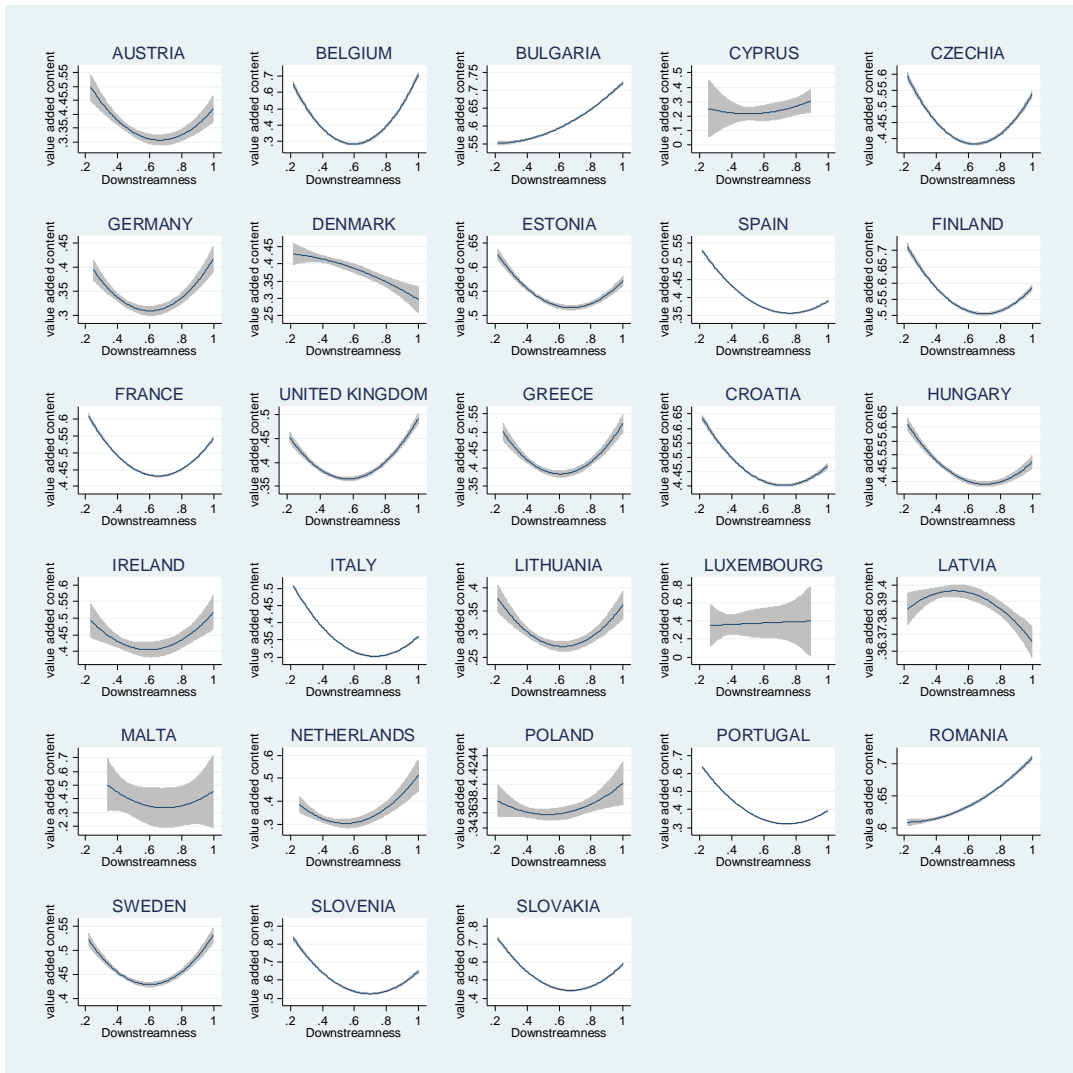 AUSTRIA
value added content
.3 .35 .4 .45 .5 .55
.2 .4 .6 .8 1
Downstreamness
BELGIUM
value added content
.3 .4 .5 .6 .7
.2 .4 .6 .8 1
Downstreamness
BULGARIA
value added content
.55 .6 .65 .7 .75
.2 .4 .6 .8 1
Downstreamness
CYPRUS
value added content
0 .1 .2 .3 .4 .5
.2 .4 .6 .8 1
Downstreamness
CZECHIA
value added content
.4 .45 .5 .55 .6
.2 .4 .6 .8 1
Downstreamness
GERMANY
value added content
.3 .35 .4 .45
.2 .4 .6 .8 1
Downstreamness
DENMARK
value added content
.25 .3 .35 .4 .45
.2 .4 .6 .8 1
Downstreamness
ESTONIA
value added content
.5 .55 .6 .65
.2 .4 .6 .8 1
Downstreamness
SPAIN
value added content
.35 .4 .45 .5 .55
.2 .4 .6 .8 1
Downstreamness
FINLAND
value added content
.5 .55 .6 .65 .7
.2 .4 .6 .8 1
Downstreamness
FRANCE
value added content
.4 .45 .5 .55 .6
.2 .4 .6 .8 1
Downstreamness
UNITED KINGDOM
value added content
.35 .4 .45 .5
.2 .4 .6 .8 1
Downstreamness
GREECE
value added content
.35 .4 .45 .5 .55
.2 .4 .6 .8 1
Downstreamness
CROATIA
value added content
.4 .45 .5 .55 .6 .65
.2 .4 .6 .8 1
Downstreamness
HUNGARY
value added content
.4 .45 .5 .55 .6 .65
.2 .4 .6 .8 1
Downstreamness
IRELAND
value added content
.4 .45 .5 .55 .6
.2 .4 .6 .8 1
Downstreamness
ITALY
value added content
.3 .35 .4 .45 .5
.2 .4 .6 .8 1
Downstreamness
LITHUANIA
value added content
.25 .3 .35 .4
.2 .4 .6 .8 1
Downstreamness
LUXEMBOURG
value added content
0 .2 .4 .6 .8
.2 .4 .6 .8 1
Downstreamness
LATVIA
value added content
.36 .37 .38 .39 .4
.2 .4 .6 .8 1
Downstreamness
MALTA
value added content
.2 .3 .4 .5 .6 .7
.2 .4 .6 .8 1
Downstreamness
NETHERLANDS
value added content
.3 .4 .5 .6
.2 .4 .6 .8 1
Downstreamness
POLAND
value added content
.34 .36 .38 .4 .42 .44
.2 .4 .6 .8 1
Downstreamness
PORTUGAL
value added content
.3 .4 .5 .6 .7
.2 .4 .6 .8 1
Downstreamness
ROMANIA
value added content
.6 .65 .7
.2 .4 .6 .8 1
Downstreamness
SWEDEN
value added content
.4 .45 .5 .55
.2 .4 .6 .8 1
Downstreamness
SLOVENIA
value added content
.5 .6 .7 .8 .9
.2 .4 .6 .8 1
Downstreamness
SLOVAKIA
value added content
.4 .5 .6 .7 .8
.2 .4 .6 .8 1
Downstreamness